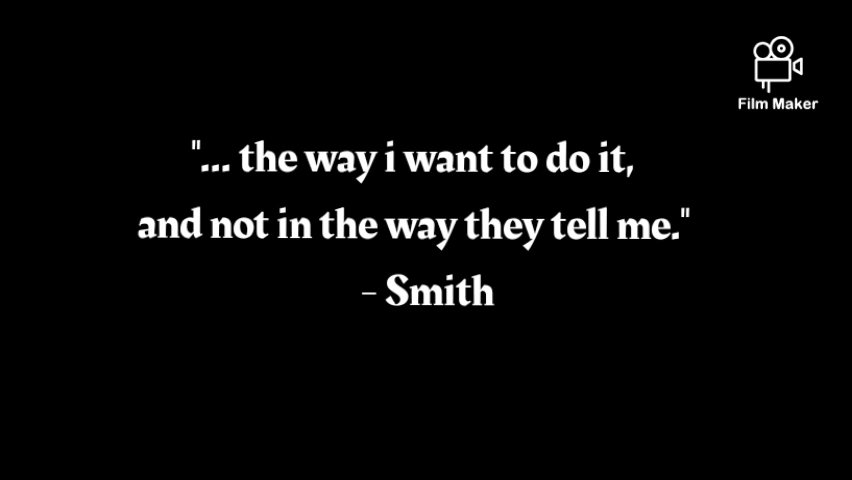 Film Maker
"... the way i want to do it,
and not in the way they tell me."
- Smith